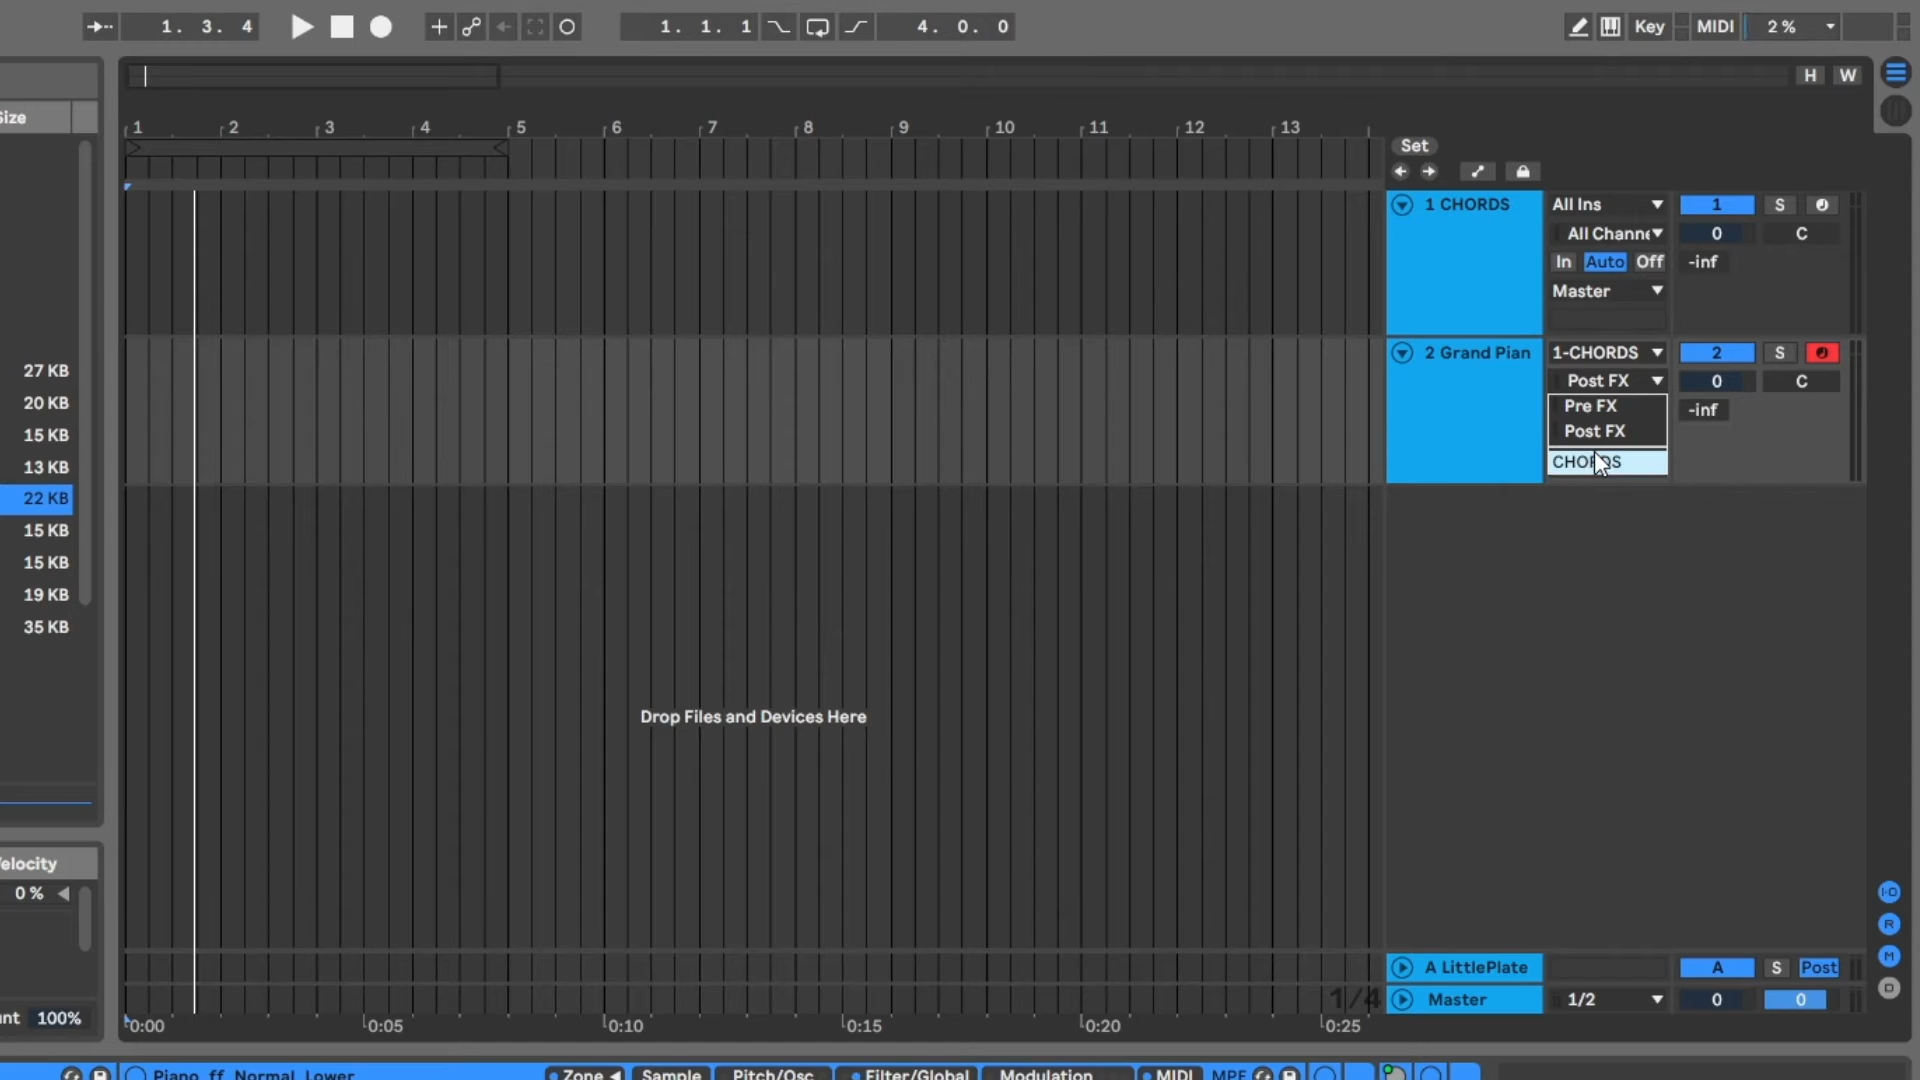 1. 3. 4
1. 1. 1
4. 0. 0
Key
MIDI
2 %
H W
Size
1 2 3 4 5 6 7 8 9 10 11 12 13
Set
1 CHORDS
All Ins
1
S
All Channe
0
C
In Auto Off
-inf
Master
2 Grand Pian
1-CHORDS
2
S
Post FX
0
C
Pre FX
-inf
Post FX
CHORDS
27 KB
20 KB
15 KB
13 KB
22 KB
15 KB
15 KB
19 KB
35 KB
Drop Files and Devices Here
elocity
0 %
nt 100%
A LittlePlate
A
S
Post
1/4
Master
1/2
0
0
0:00 0:05 0:10 0:15 0:20 0:25
I·O
R
M
D
Piano ff Normal Lower
Zone
Sample
Pitch/Osc
Filter/Global
Modulation
MIDI
MPE